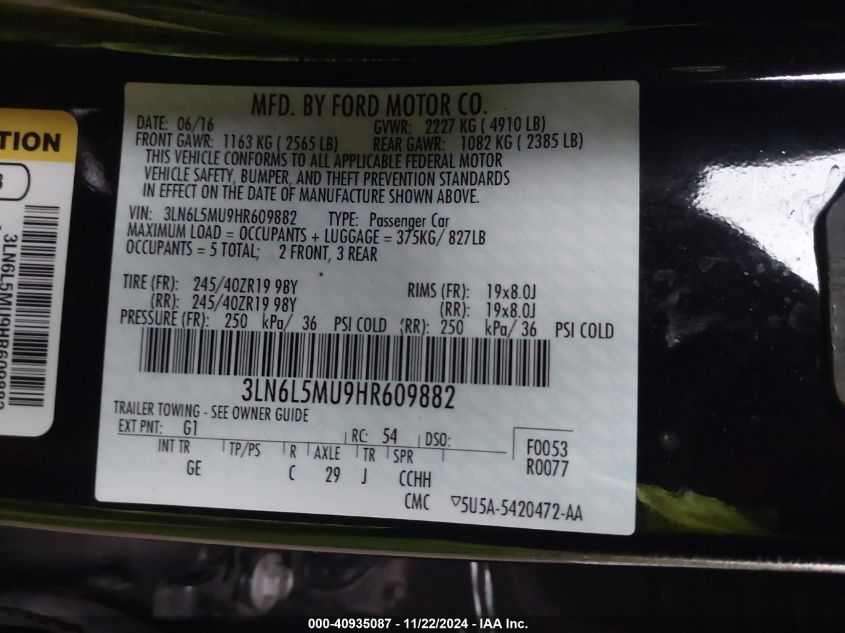 MFD. BY FORD MOTOR CO.
DATE: 06/16 GVWR: 2227 KG ( 4910 LB)
FRONT GAWR: 1163 KG ( 2565 LB) REAR GAWR: 1082 KG ( 2385 LB)
THIS VEHICLE CONFORMS TO ALL APPLICABLE FEDERAL MOTOR
VEHICLE SAFETY, BUMPER, AND THEFT PREVENTION STANDARDS
IN EFFECT ON THE DATE OF MANUFACTURE SHOWN ABOVE.
VIN: 3LN6L5MU9HR609882 TYPE: Passenger Car
MAXIMUM LOAD = OCCUPANTS + LUGGAGE = 375KG/ 827LB
OCCUPANTS = 5 TOTAL; 2 FRONT, 3 REAR
TIRE (FR): 245/40ZR19 98Y RIMS (FR): 19x8.0J
(RR): 245/40ZR19 98Y (RR): 19x8.0J
PRESSURE (FR): 250 kPa/ 36 PSI COLD (RR): 250 kPa/ 36 PSI COLD
3LN6L5MU9HR609882
TRAILER TOWING - SEE OWNER GUIDE
EXT PNT: G1 RC: 54 DSO: F0053
INT TR TP/PS R AXLE TR SPR R0077
GE C 29 J CCHH
CMC ▽5U5A-5420472-AA
TION
3LN6L5MU9HR609882
000-40935087 - 11/22/2024 - IAA Inc.